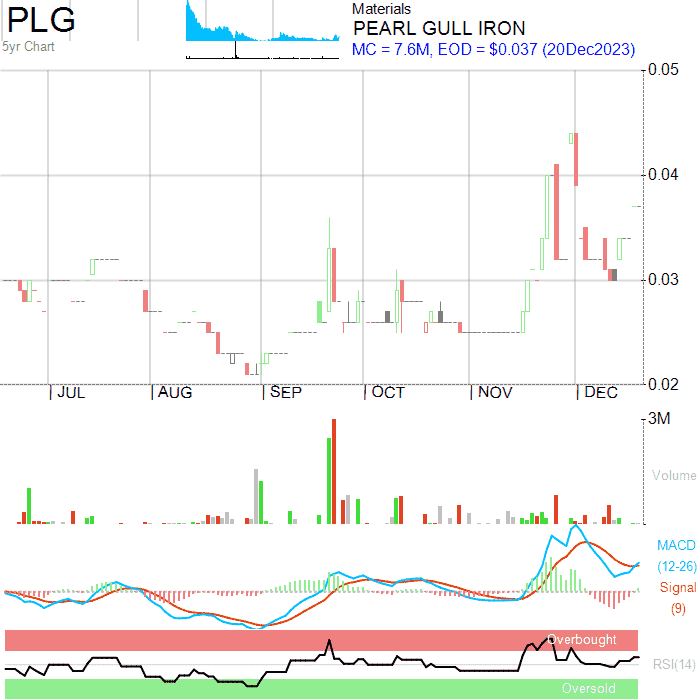 PLG
5yr Chart
Materials
PEARL GULL IRON
MC = 7.6M, EOD = $0.037 (20Dec2023)
0.05
0.04
0.03
0.02
JUL AUG SEP OCT NOV DEC
3M
Volume
MACD
(12-26)
Signal
(9)
Overbought
RSI(14)
Oversold